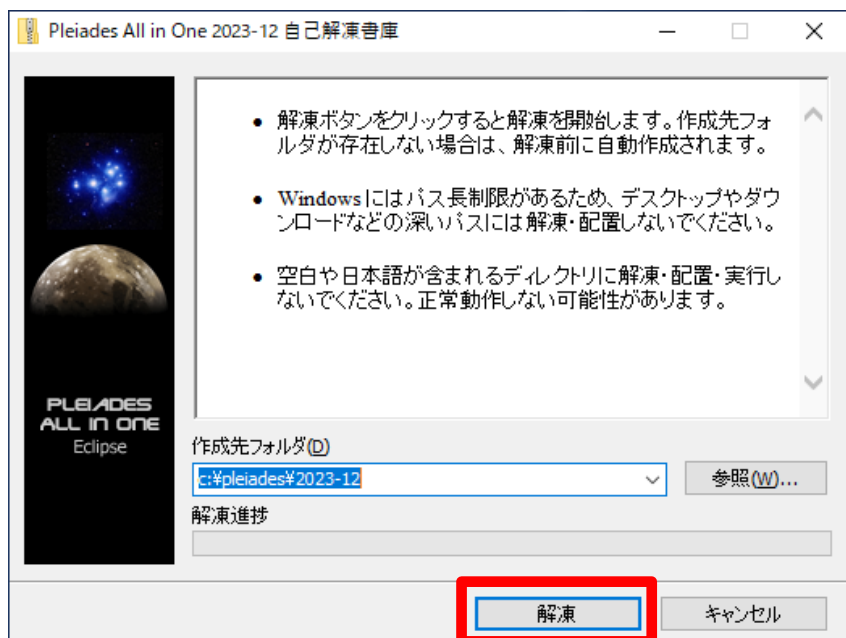 Pleiades All in One 2023-12 自己解凍書庫
• 解凍ボタンをクリックすると解凍を開始します。作成先フォ
ルダが存在しない場合は、解凍前に自動作成されます。
• Windowsにはパス長制限があるため、デスクトップやダウ
ンロードなどの深いパスには解凍・配置しないでください。
• 空白や日本語が含まれるディレクトリに解凍・配置・実行し
ないでください。正常動作しない可能性があります。
PLEIADES
ALL IN ONE
Eclipse
作成先フォルダ(D)
c:¥pleiades¥2023-12
参照(W)...
解凍進捗
解凍
キャンセル